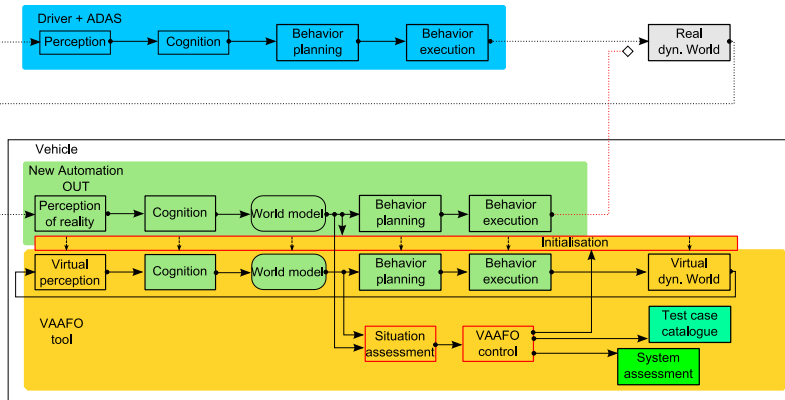 Driver + ADAS
Perception
Cognition
Behavior
planning
Behavior
execution
Real
dyn. World
Vehicle
New Automation
OUT
Perception
of reality
Cognition
World model
Behavior
planning
Behavior
execution
Initialisation
Virtual
perception
Cognition
World model
Behavior
planning
Behavior
execution
Virtual
dyn. World
VAAFO
tool
Situation
assessment
VAAFO
control
Test case
catalogue
System
assessment